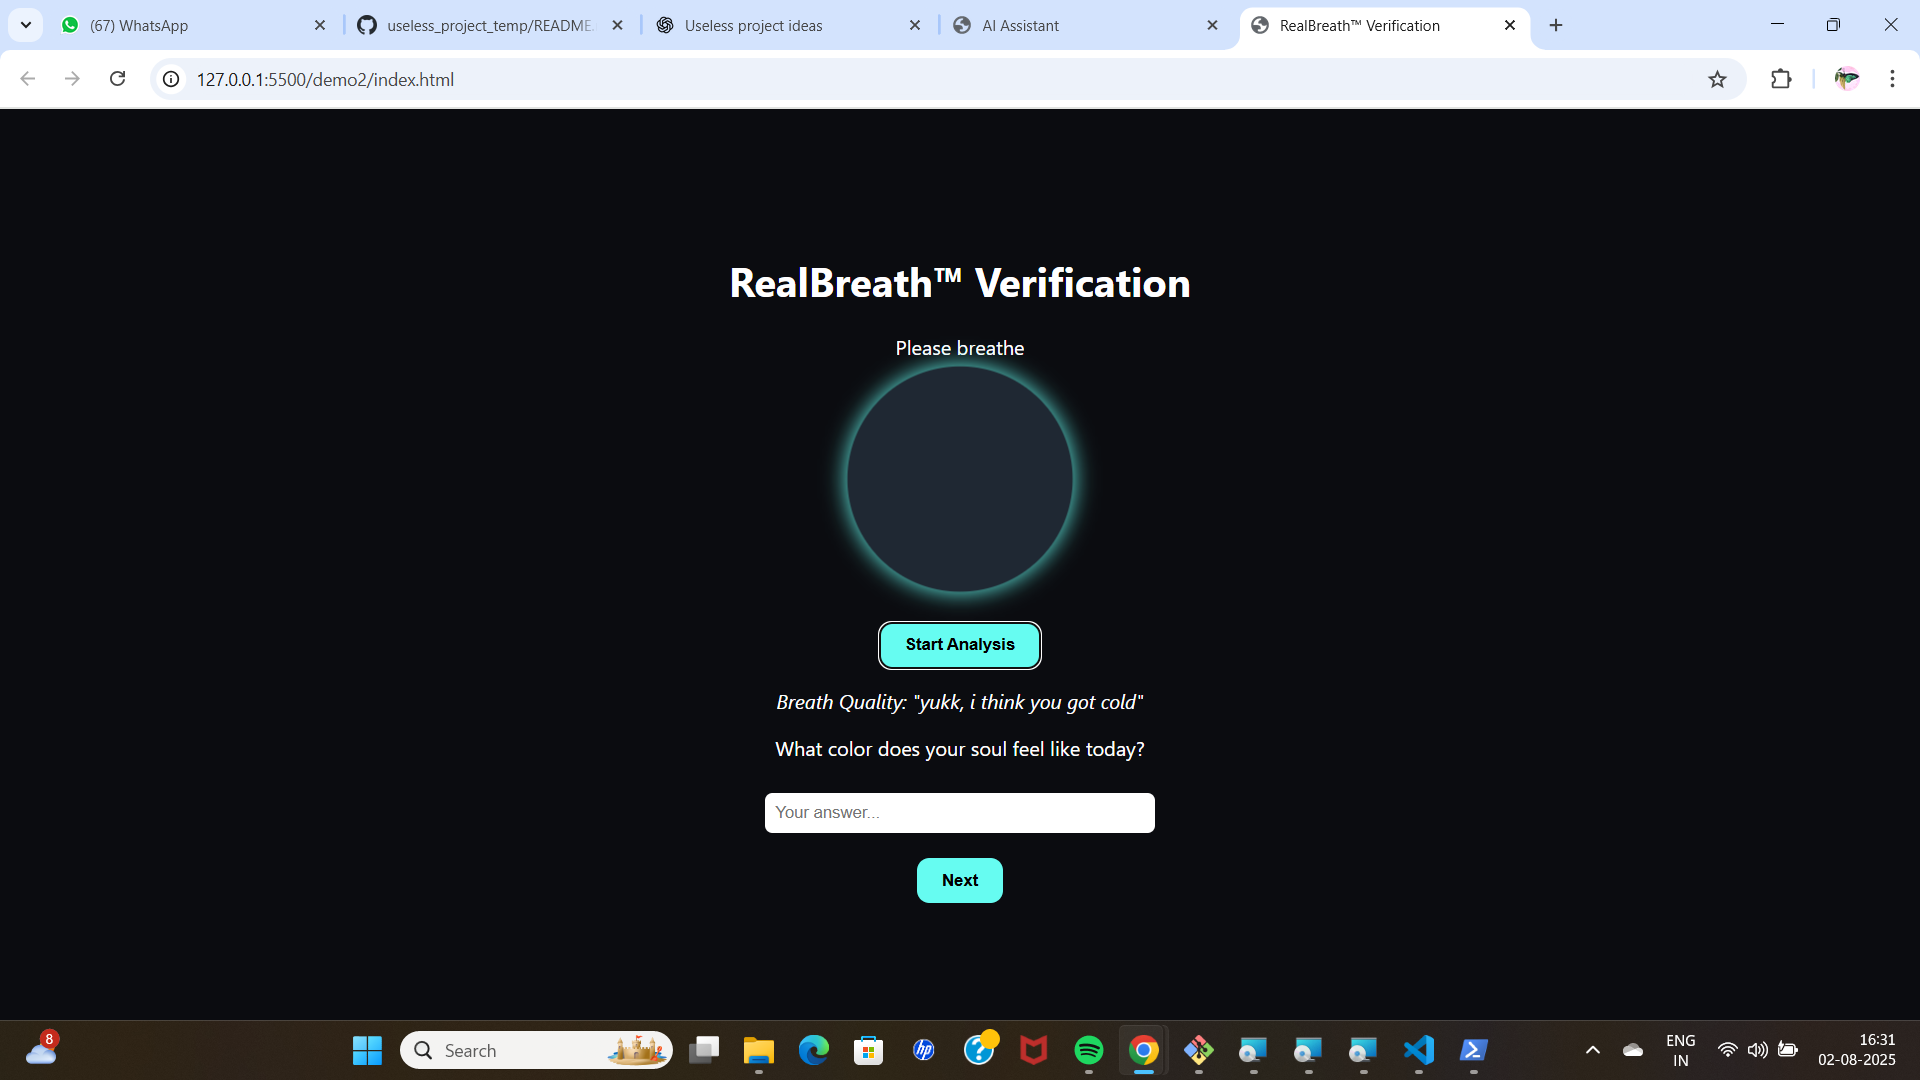 (67) WhatsApp
useless_project_temp/README.
Useless project ideas
AI Assistant
RealBreath™ Verification
127.0.0.1:5500/demo2/index.html
RealBreath™ Verification
Please breathe
Start Analysis
Breath Quality: "yukk, i think you got cold"
What color does your soul feel like today?
Your answer...
Next
8
Search
hp
ENG
IN
16:31
02-08-2025